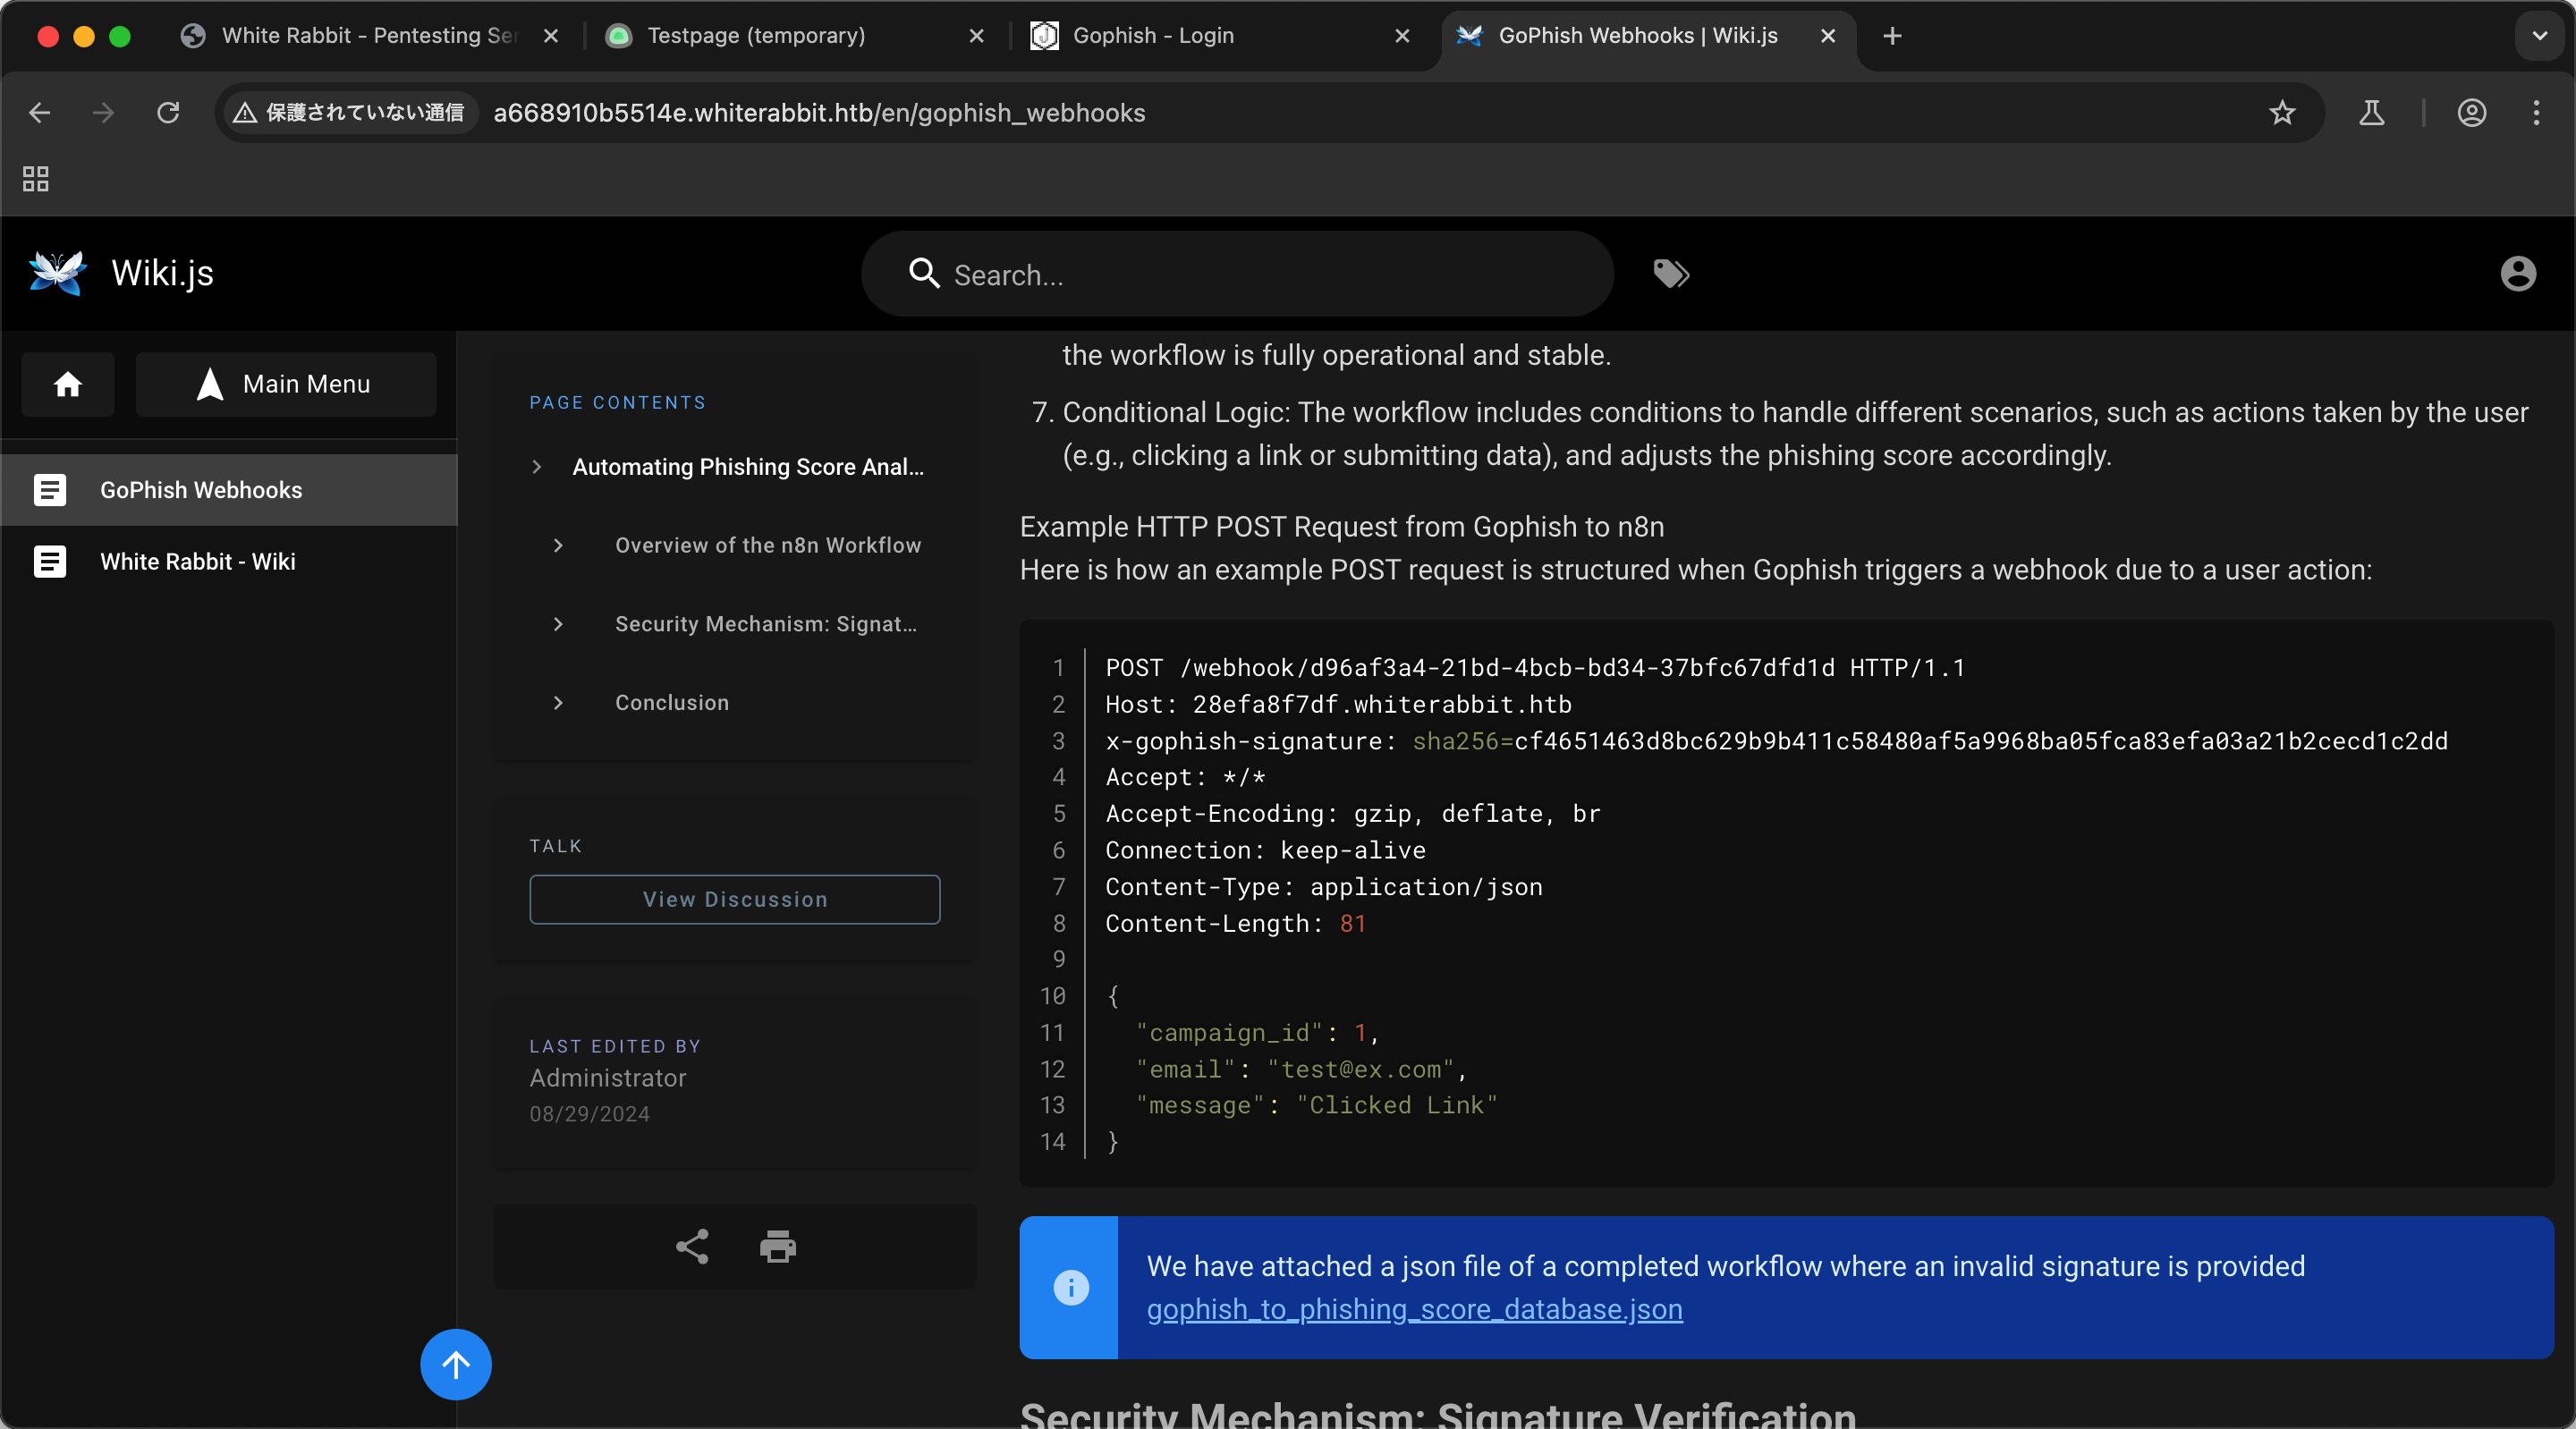 White Rabbit - Pentesting Ser
Testpage (temporary)
Gophish - Login
GoPhish Webhooks | Wiki.js
保護されていない通信
a668910b5514e.whiterabbit.htb/en/gophish_webhooks
Wiki.js
Search...
Main Menu
GoPhish Webhooks
White Rabbit - Wiki
PAGE CONTENTS
Automating Phishing Score Anal...
Overview of the n8n Workflow
Security Mechanism: Signat...
Conclusion
TALK
View Discussion
LAST EDITED BY
Administrator
08/29/2024
the workflow is fully operational and stable.
7. Conditional Logic: The workflow includes conditions to handle different scenarios, such as actions taken by the user
(e.g., clicking a link or submitting data), and adjusts the phishing score accordingly.
Example HTTP POST Request from Gophish to n8n
Here is how an example POST request is structured when Gophish triggers a webhook due to a user action:
1 POST /webhook/d96af3a4-21bd-4bcb-bd34-37bfc67dfd1d HTTP/1.1
2 Host: 28efa8f7df.whiterabbit.htb
3 x-gophish-signature: sha256=cf4651463d8bc629b9b411c58480af5a9968ba05fca83efa03a21b2cecd1c2dd
4 Accept: */*
5 Accept-Encoding: gzip, deflate, br
6 Connection: keep-alive
7 Content-Type: application/json
8 Content-Length: 81
9
10 {
11 "campaign_id": 1,
12 "email": "test@ex.com",
13 "message": "Clicked Link"
14 }
We have attached a json file of a completed workflow where an invalid signature is provided
gophish_to_phishing_score_database.json
Security Mechanism: Signature Verification